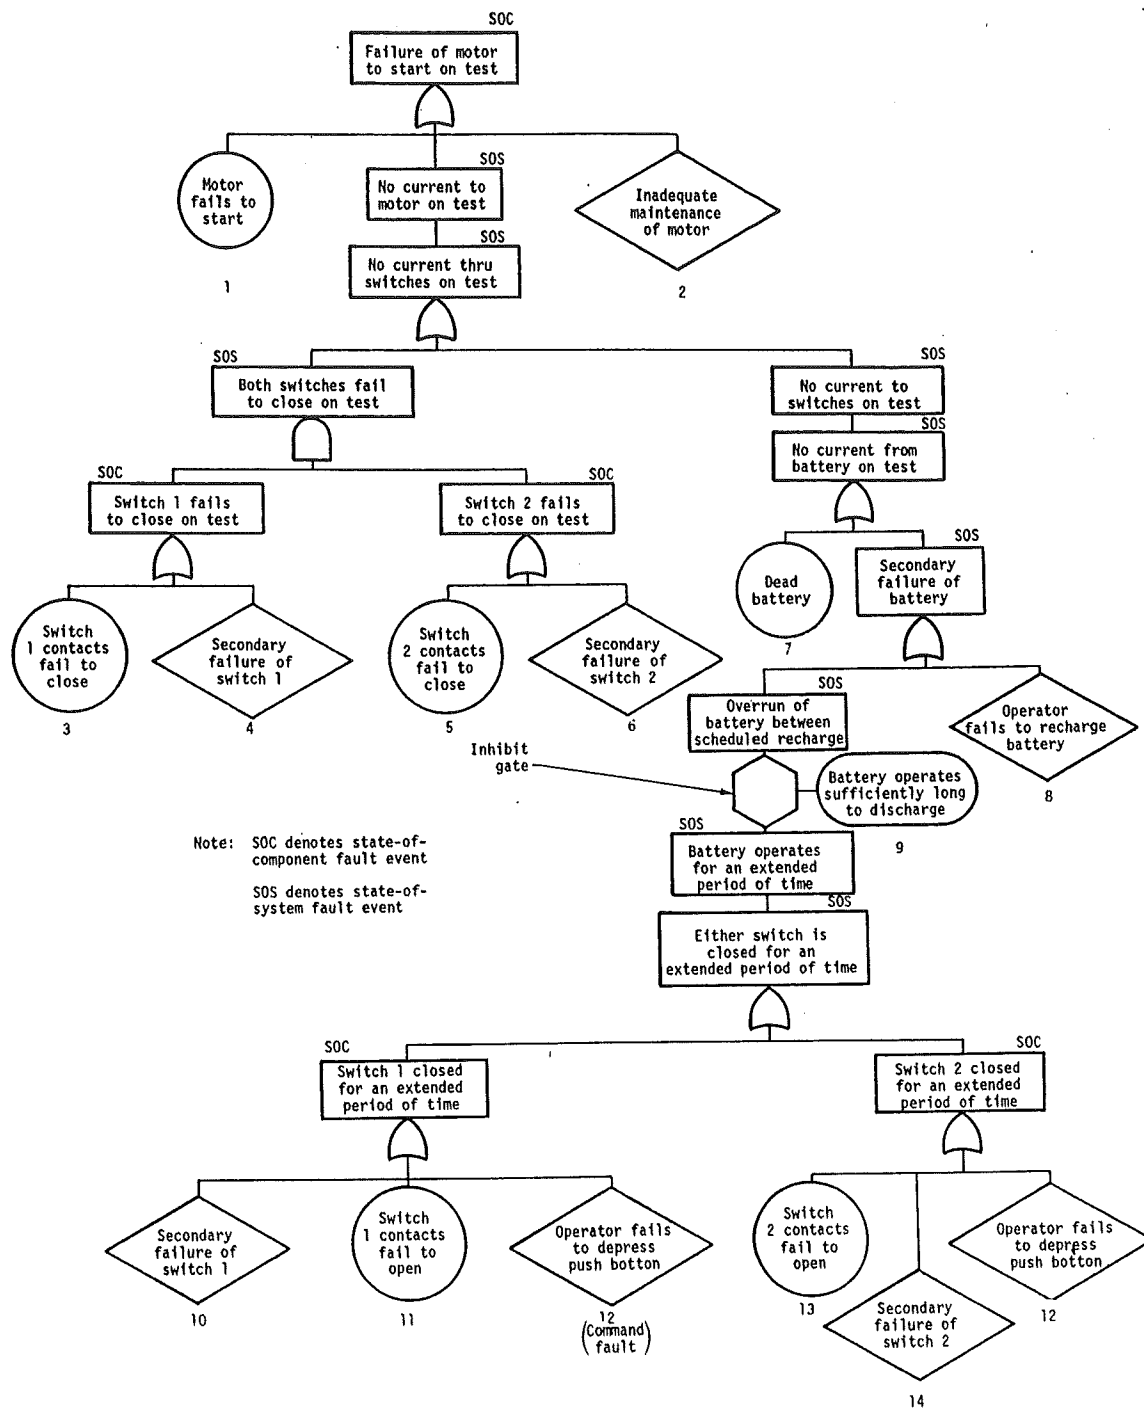 SOC
Failure of motor
to start on test
SOS
Motor
fails to
start
1
No current to
motor on test
Inadequate
maintenance
of motor
2
SOS
No current thru
switches on test
SOS
Both switches fail
to close on test
SOS
No current to
switches on test
SOS
No current from
battery on test
SOC
Switch 1 fails
to close on test
SOC
Switch 2 fails
to close on test
Dead
battery
7
SOS
Secondary
failure of
battery
Switch
1 contacts
fail to
close
3
Secondary
failure of
switch 1
4
Switch
2 contacts
fail to
close
5
Secondary
failure of
switch 2
6
SOS
Overrun of
battery between
scheduled recharge
Operator
fails to recharge
battery
8
Inhibit
gate
Battery operates
sufficiently long
to discharge
9
Note: SOC denotes state-of-
component fault event
SOS denotes state-of-
system fault event
SOS
Battery operates
for an extended
period of time
SOS
Either switch is
closed for an
extended period of time
SOC
Switch 1 closed
for an extended
period of time
SOC
Switch 2 closed
for an extended
period of time
Secondary
failure of
switch 1
10
Switch
1 contacts
fail to
open
11
Operator fails
to depress
push botton
12
(Command
fault)
Switch
2 contacts
fail to
open
13
Secondary
failure of
switch 2
14
Operator fails
to depress
push botton
12